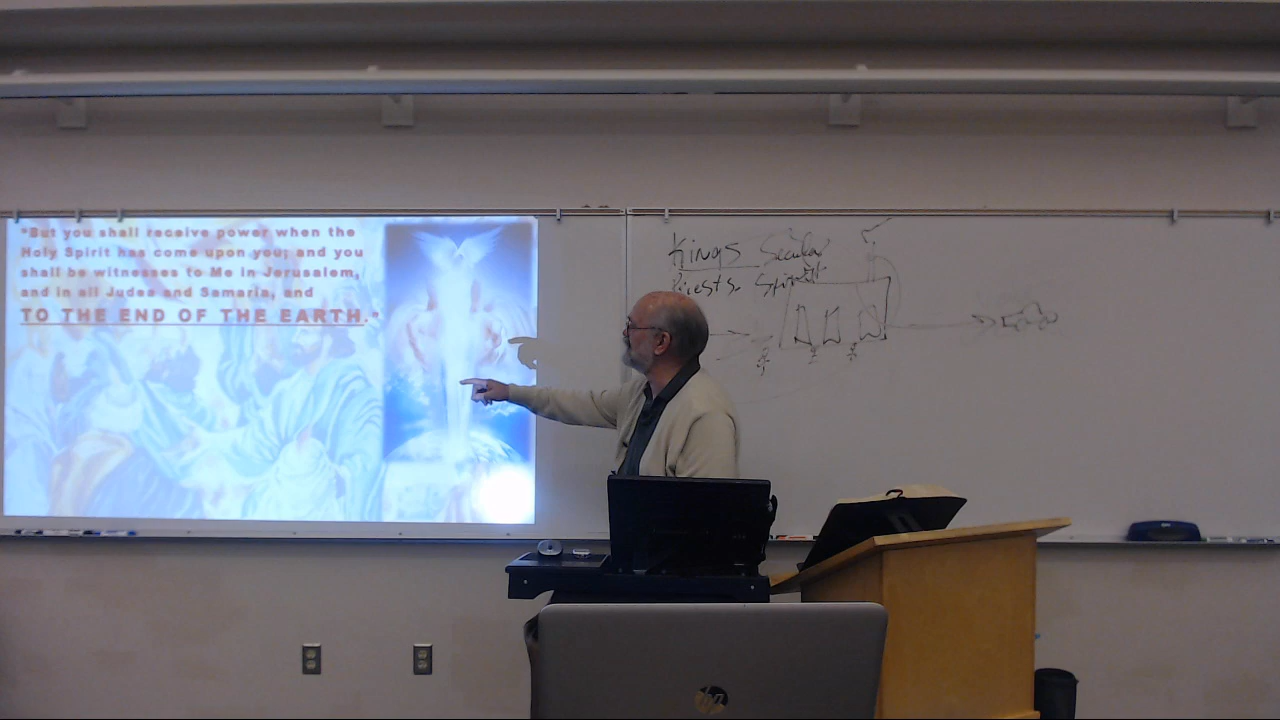 "But you shall receive power when the
Holy Spirit has come upon you; and you
shall be witnesses to Me in Jerusalem,
and in all Judea and Samaria, and
TO THE END OF THE EARTH."
Kings Secular
Priests Spirit
hp